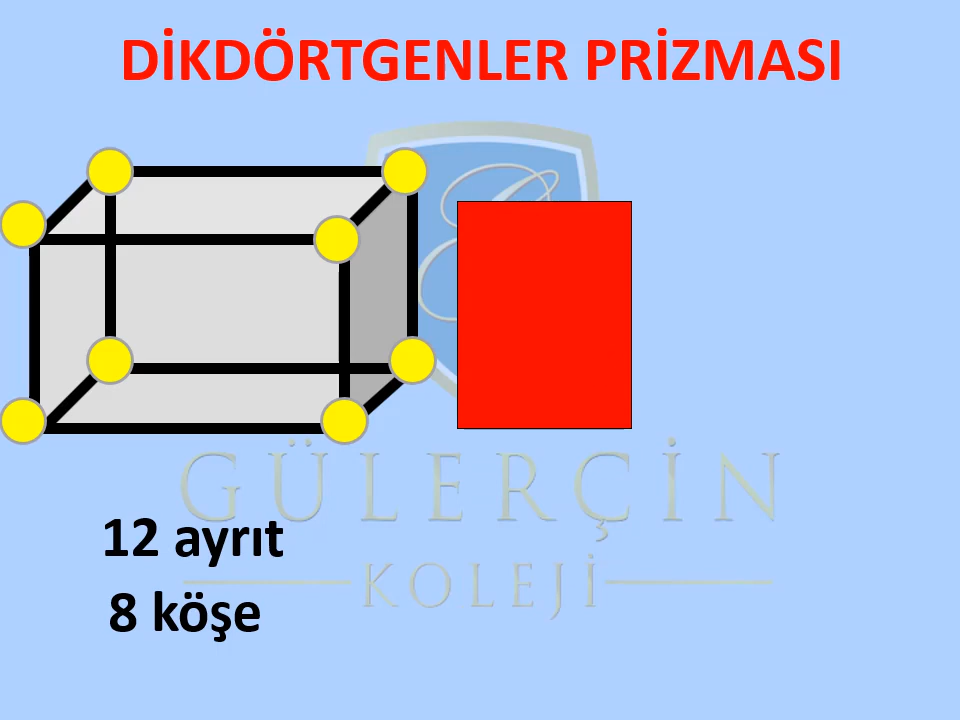 DİKDÖRTGENLER PRİZMASI
GÜLERÇİN
KOLEJİ
12 ayrıt
8 köşe